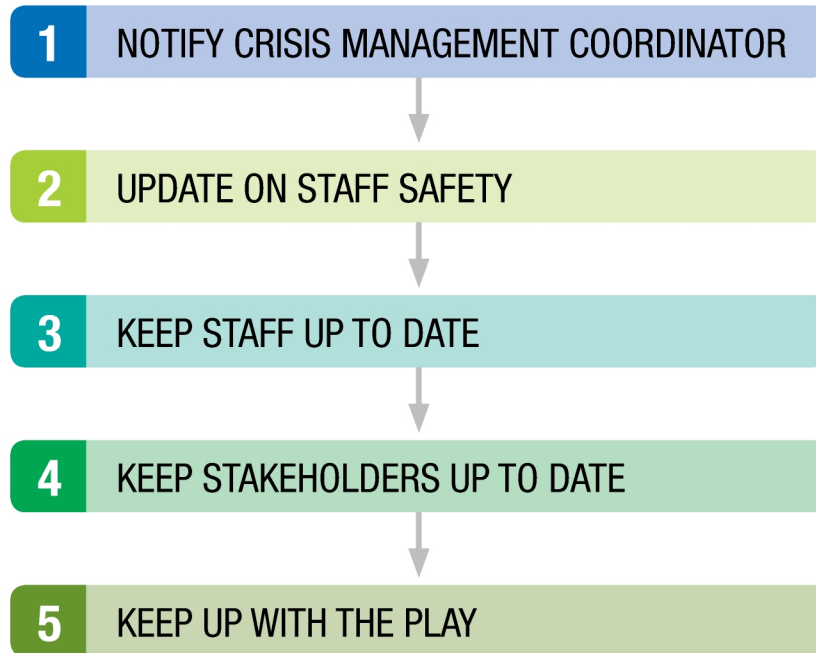 1 NOTIFY CRISIS MANAGEMENT COORDINATOR
2 UPDATE ON STAFF SAFETY
3 KEEP STAFF UP TO DATE
4 KEEP STAKEHOLDERS UP TO DATE
5 KEEP UP WITH THE PLAY